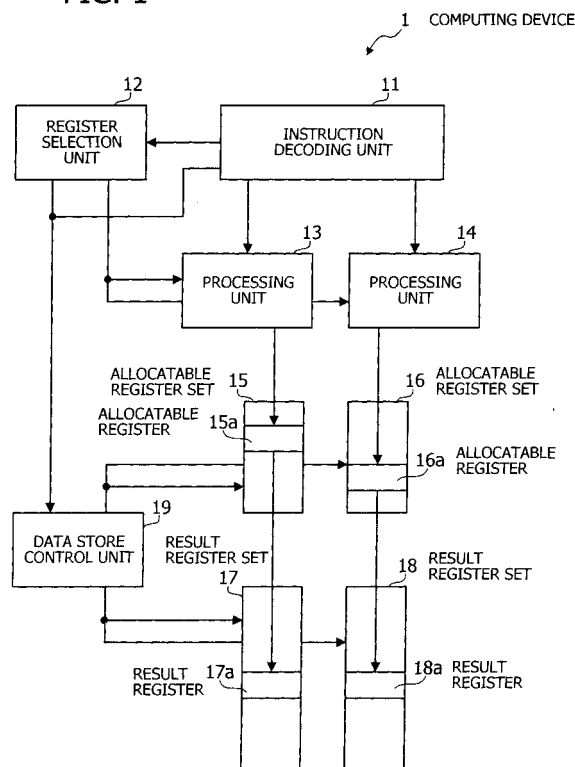 FIG. 1
1 COMPUTING DEVICE
12
11
REGISTER
SELECTION
UNIT
INSTRUCTION
DECODING UNIT
13
14
PROCESSING
UNIT
PROCESSING
UNIT
ALLOCATABLE
REGISTER SET
15
16
ALLOCATABLE
REGISTER SET
ALLOCATABLE
REGISTER
15a
ALLOCATABLE
REGISTER
16a
19
DATA STORE
CONTROL UNIT
RESULT
REGISTER SET
17
18
RESULT
REGISTER SET
RESULT
REGISTER
17a
18a
RESULT
REGISTER